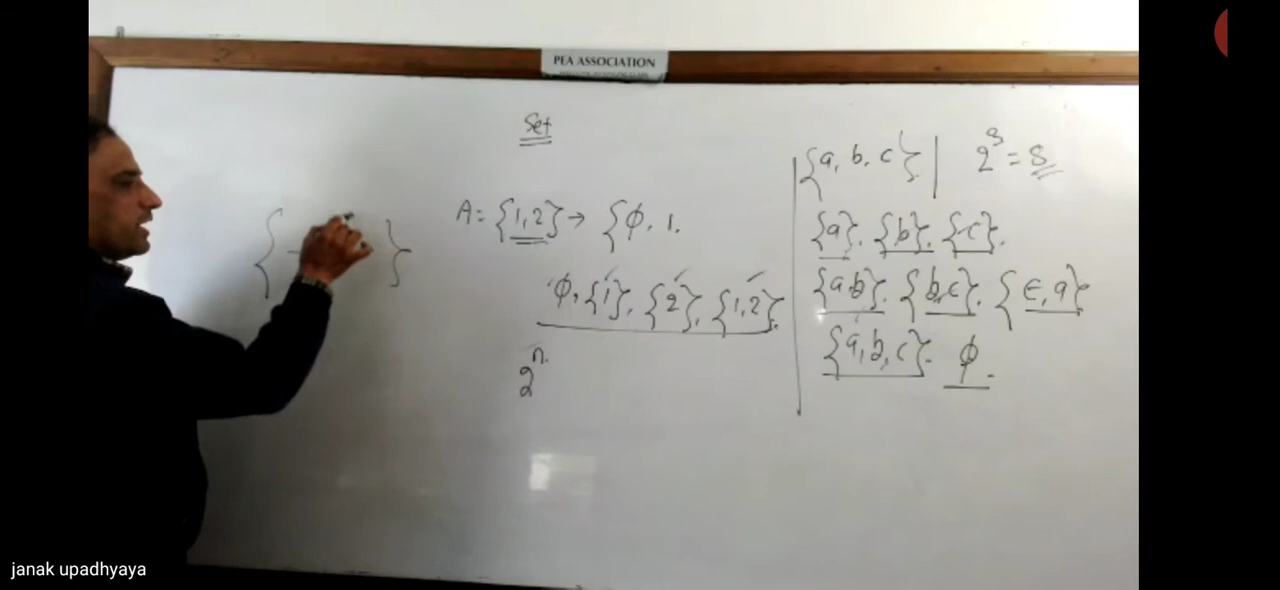 PEA ASSOCIATION
Set
A = {1, 2} → {φ, 1,
φ, {1}, {2}, {1, 2}.
2ⁿ.
{a, b, c} | 2³ = 8
{a}. {b}. {c}.
{a,b}. {b,c}. {c, a}
{a, b, c}. φ.
{ }
janak upadhyaya